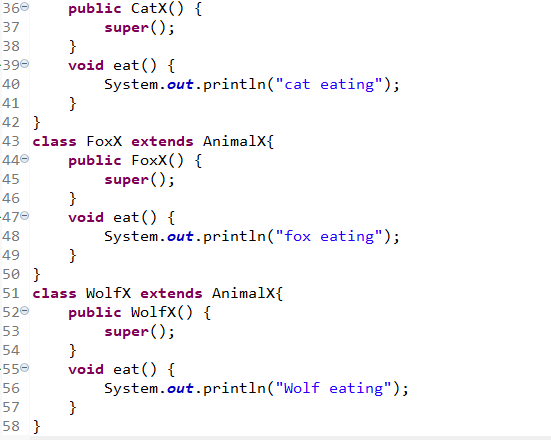 36 public CatX() {
37 super();
38 }
39 void eat() {
40 System.out.println("cat eating");
41 }
42 }
43 class FoxX extends AnimalX{
44 public FoxX() {
45 super();
46 }
47 void eat() {
48 System.out.println("fox eating");
49 }
50 }
51 class WolfX extends AnimalX{
52 public WolfX() {
53 super();
54 }
55 void eat() {
56 System.out.println("Wolf eating");
57 }
58 }